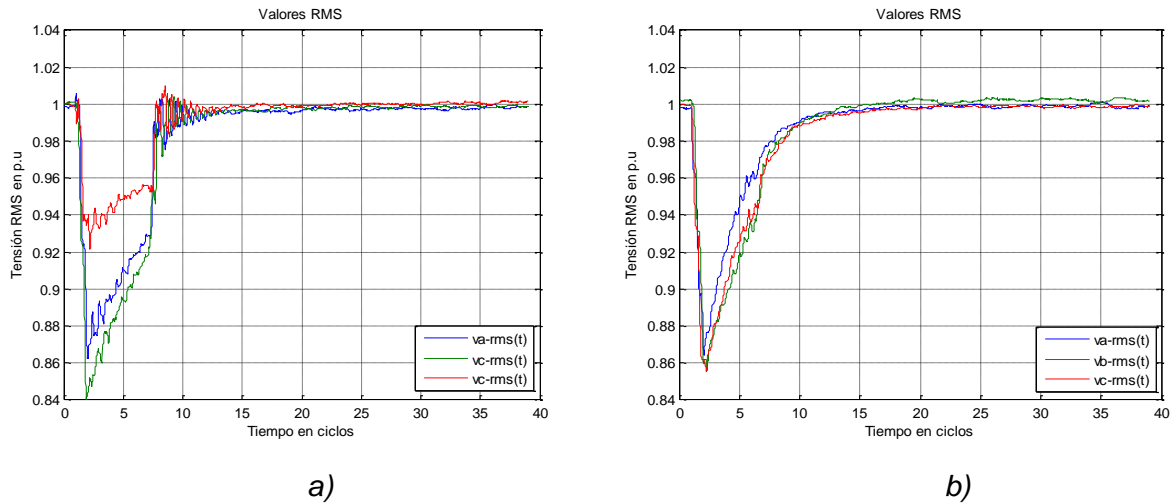 Valores RMS
1.04
1.02
1
0.98
0.96
0.94
0.92
0.9
0.88
0.86
0.84
Tensión RMS en p.u
va-rms(t)
vc-rms(t)
vc-rms(t)
0 5 10 15 20 25 30 35 40
Tiempo en ciclos
a)
Valores RMS
1.04
1.02
1
0.98
0.96
0.94
0.92
0.9
0.88
0.86
0.84
Tensión RMS en p.u
va-rms(t)
vb-rms(t)
vc-rms(t)
0 5 10 15 20 25 30 35 40
Tiempo en ciclos
b)